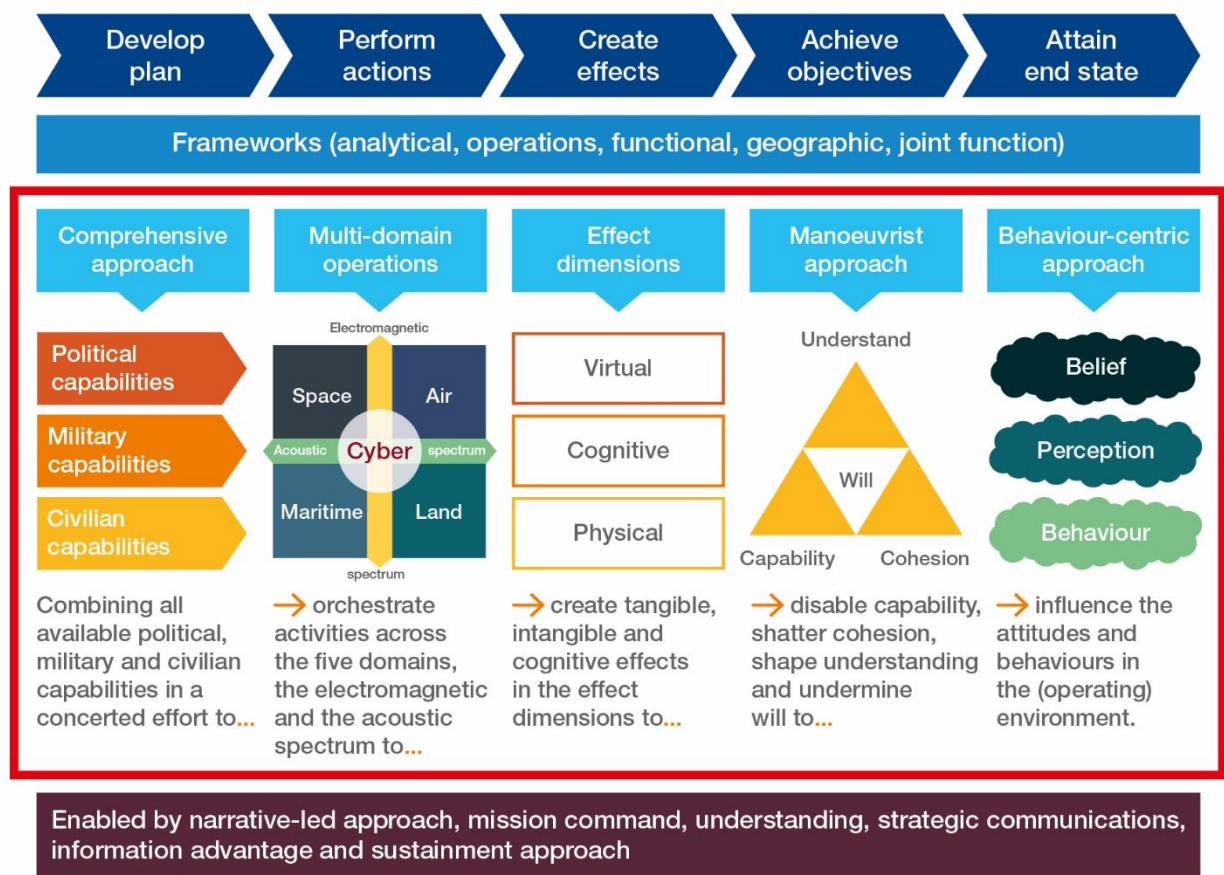 Develop
plan
Perform
actions
Create
effects
Achieve
objectives
Attain
end state
Frameworks (analytical, operations, functional, geographic, joint function)
Comprehensive
approach
Multi-domain
operations
Effect
dimensions
Manoeuvrist
approach
Behaviour-centric
approach
Political
capabilities
Military
capabilities
Civilian
capabilities
Combining all
available political,
military and civilian
capabilities in a
concerted effort to...
Electromagnetic
Space
Air
Acoustic
Cyber
spectrum
Maritime
Land
spectrum
→ orchestrate
activities across
the five domains,
the electromagnetic
and the acoustic
spectrum to...
Virtual
Cognitive
Physical
→ create tangible,
intangible and
cognitive effects
in the effect
dimensions to...
Understand
Will
Capability
Cohesion
→ disable capability,
shatter cohesion,
shape understanding
and undermine
will to...
Belief
Perception
Behaviour
→ influence the
attitudes and
behaviours in
the (operating)
environment.
Enabled by narrative-led approach, mission command, understanding, strategic communications,
information advantage and sustainment approach